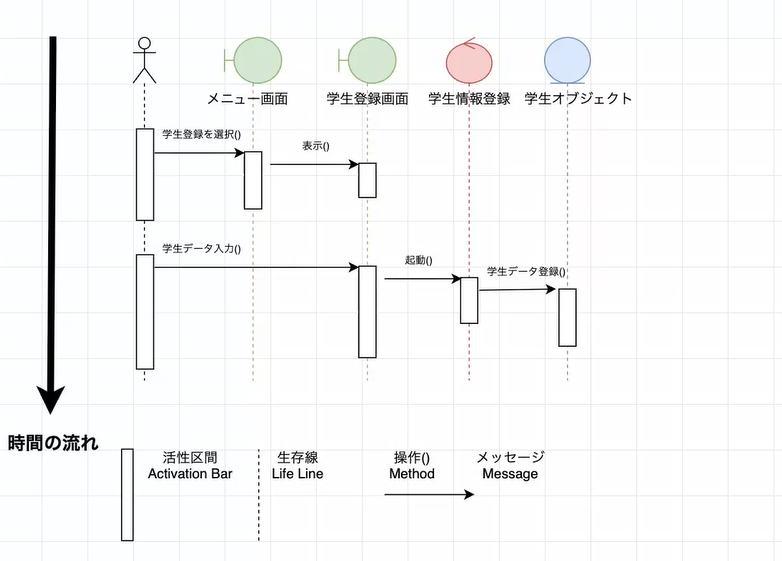 メニュー画面
学生登録画面
学生情報登録
学生オブジェクト
学生登録を選択()
表示()
学生データ入力()
起動()
学生データ登録()
時間の流れ
活性区間
Activation Bar
生存線
Life Line
操作()
Method
メッセージ
Message